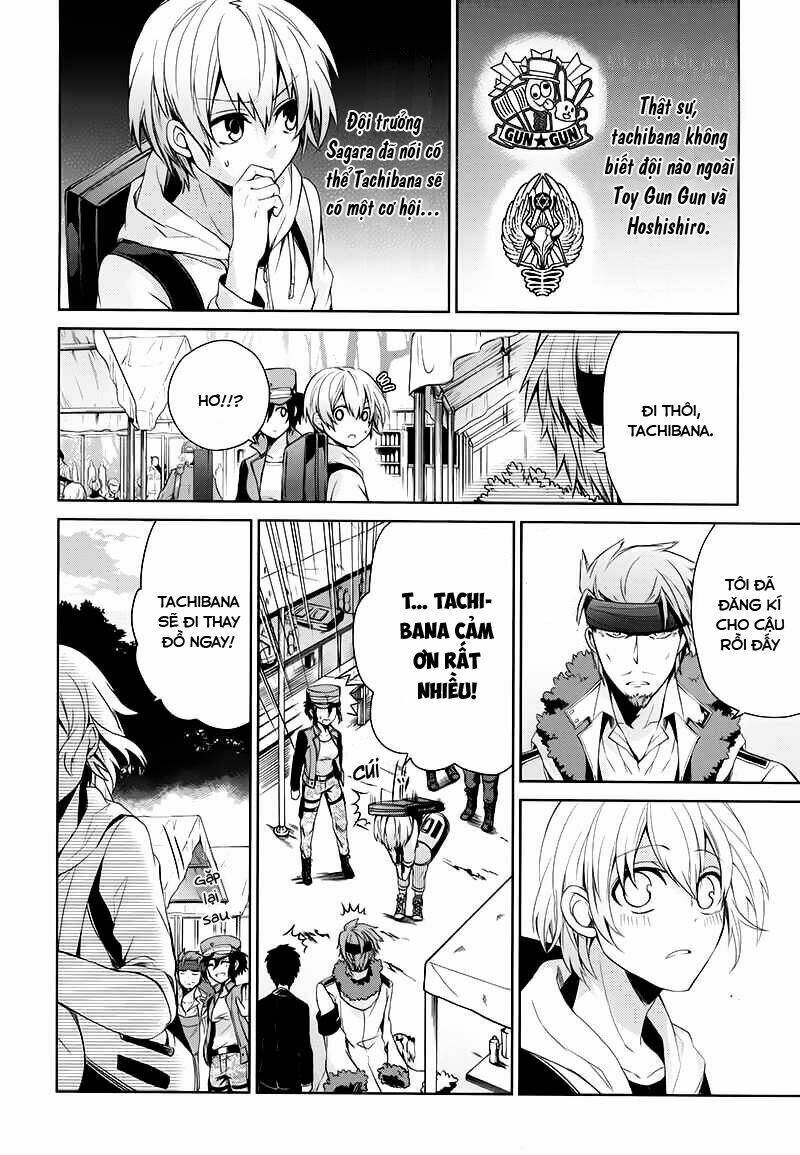 Thật sự,
tachibana không
biết đội nào ngoài
Toy Gun Gun và
Hoshishiro.
GUN★GUN
Đội trưởng
Sagara đã nói có
thể Tachibana sẽ
có một cơ hội...
ĐI THÔI,
TACHIBANA.
HƠ!!?
TÔI ĐÃ
ĐĂNG KÍ
CHO CẬU
RỒI ĐẤY
T... TACHI-
BANA CẢM
ƠN RẤT
NHIỀU!
CÚI
TACHIBANA
SẼ ĐI THAY
ĐỒ NGAY!
Gặp
lại
sau